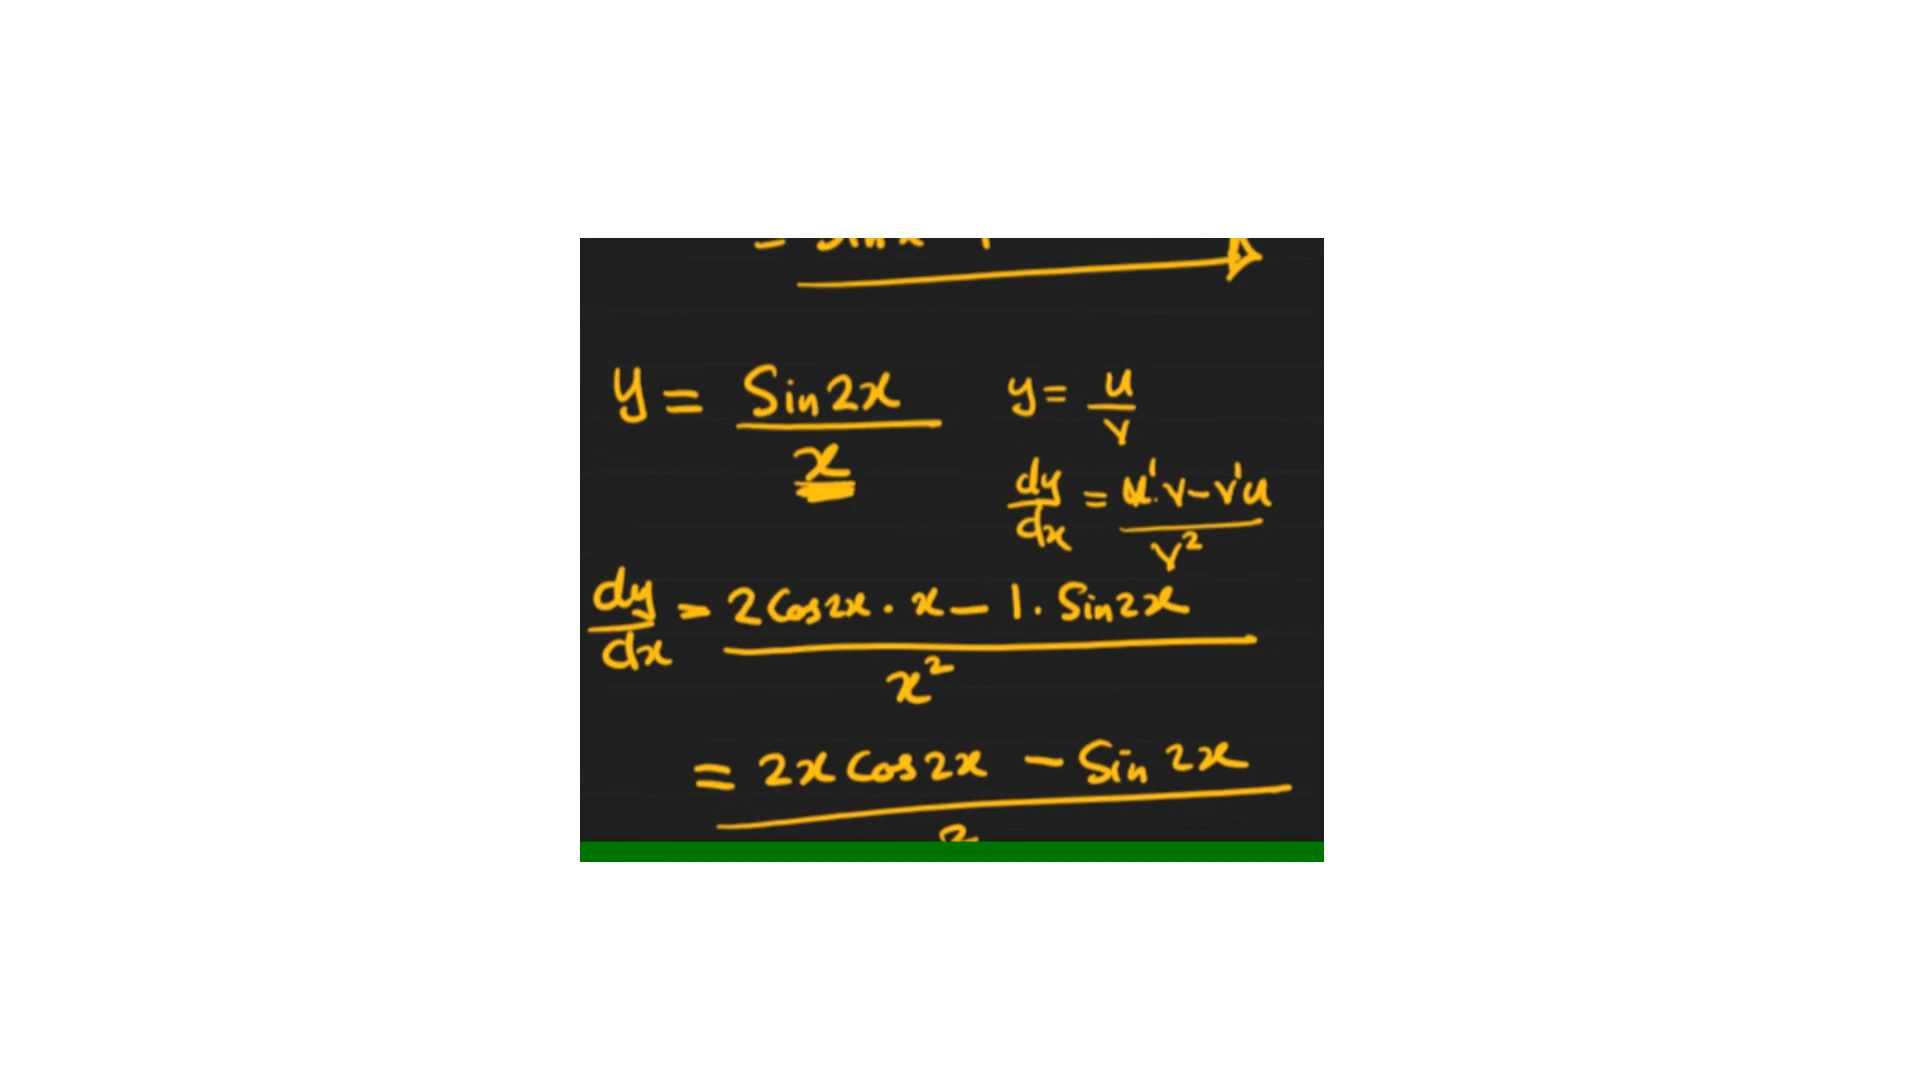 y = Sin2x / x
y = u / v
dy/dx = u'.v - v'u / v²
dy/dx = 2Cos2x . x - 1 . Sin2x / x²
= 2x Cos2x - Sin 2x